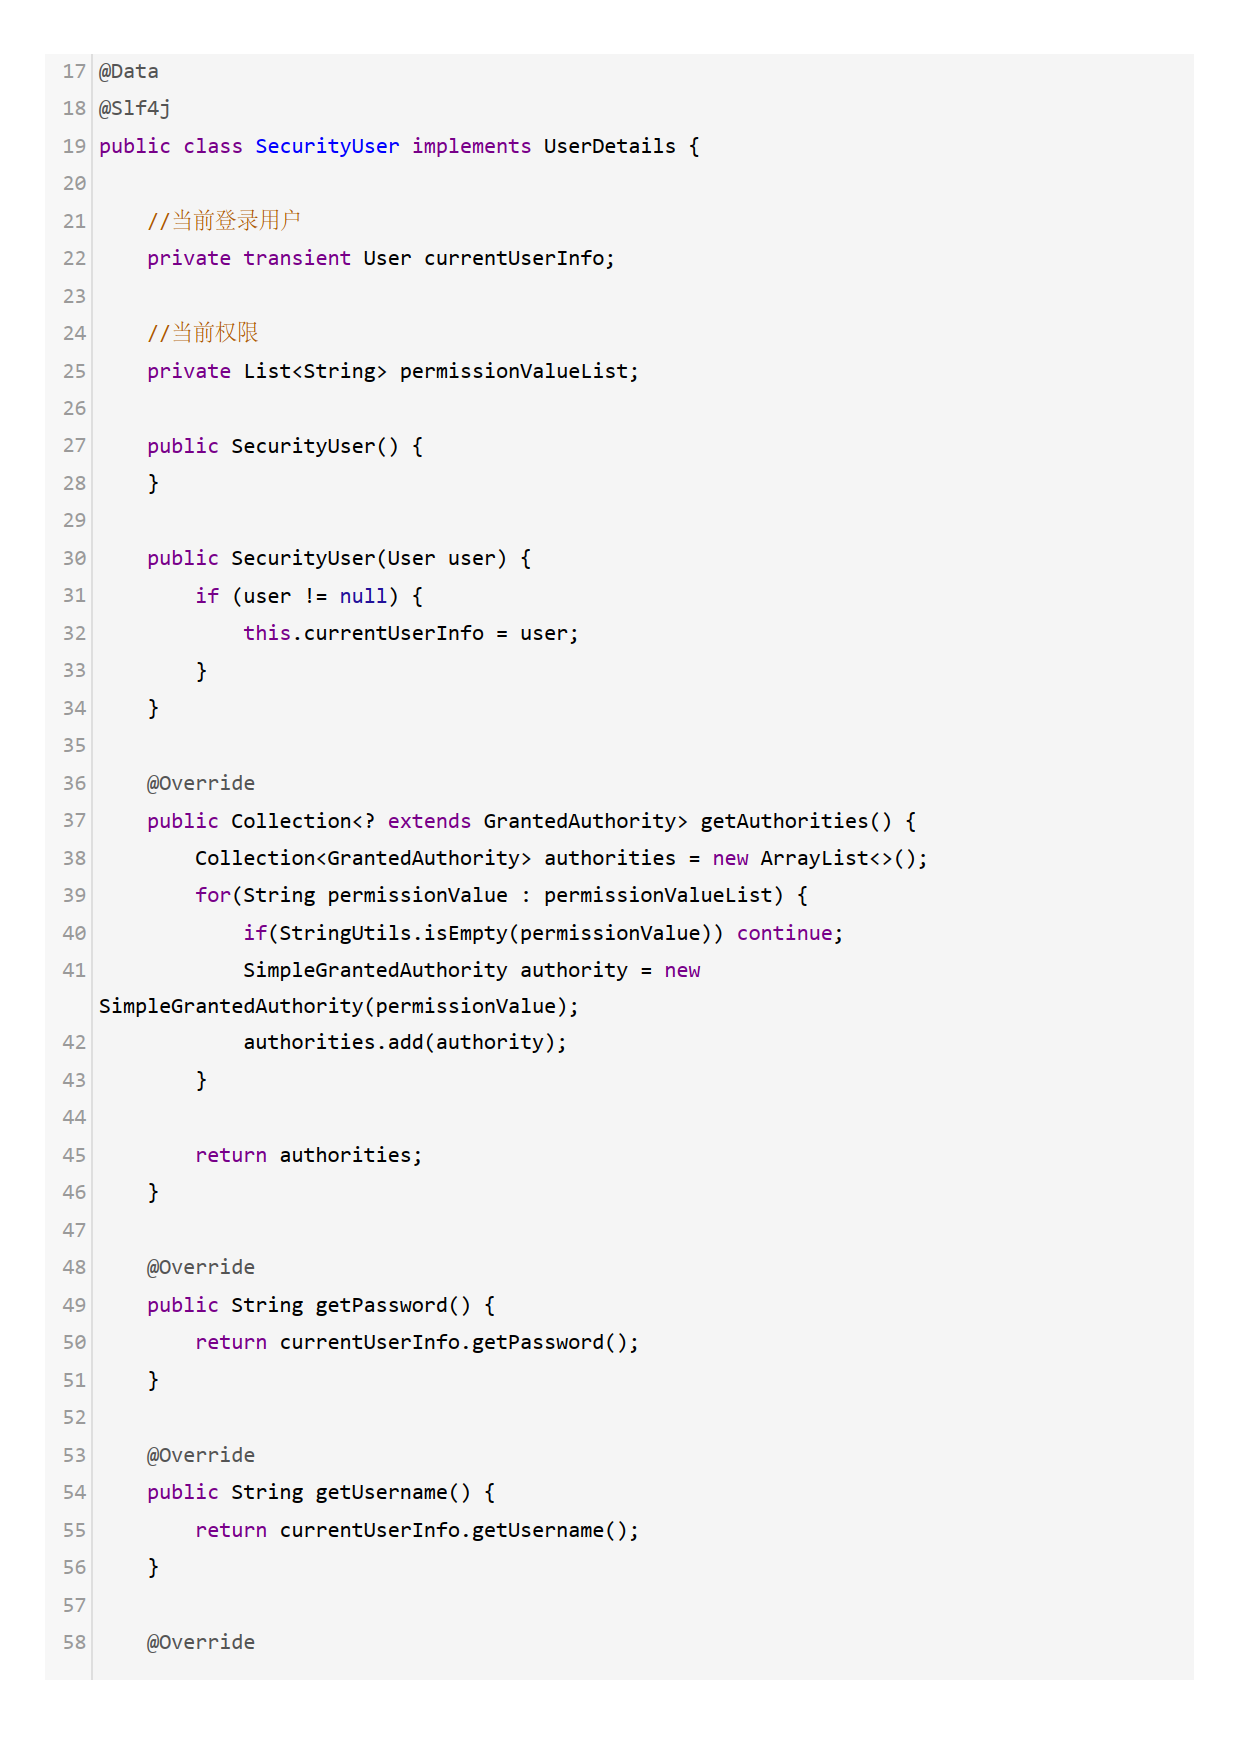 17 @Data
18 @Slf4j
19 public class SecurityUser implements UserDetails {
20
21     //当前登录用户
22     private transient User currentUserInfo;
23
24     //当前权限
25     private List<String> permissionValueList;
26
27     public SecurityUser() {
28     }
29
30     public SecurityUser(User user) {
31         if (user != null) {
32             this.currentUserInfo = user;
33         }
34     }
35
36     @Override
37     public Collection<? extends GrantedAuthority> getAuthorities() {
38         Collection<GrantedAuthority> authorities = new ArrayList<>();
39         for(String permissionValue : permissionValueList) {
40             if(StringUtils.isEmpty(permissionValue)) continue;
41             SimpleGrantedAuthority authority = new
SimpleGrantedAuthority(permissionValue);
42             authorities.add(authority);
43         }
44
45         return authorities;
46     }
47
48     @Override
49     public String getPassword() {
50         return currentUserInfo.getPassword();
51     }
52
53     @Override
54     public String getUsername() {
55         return currentUserInfo.getUsername();
56     }
57
58     @Override